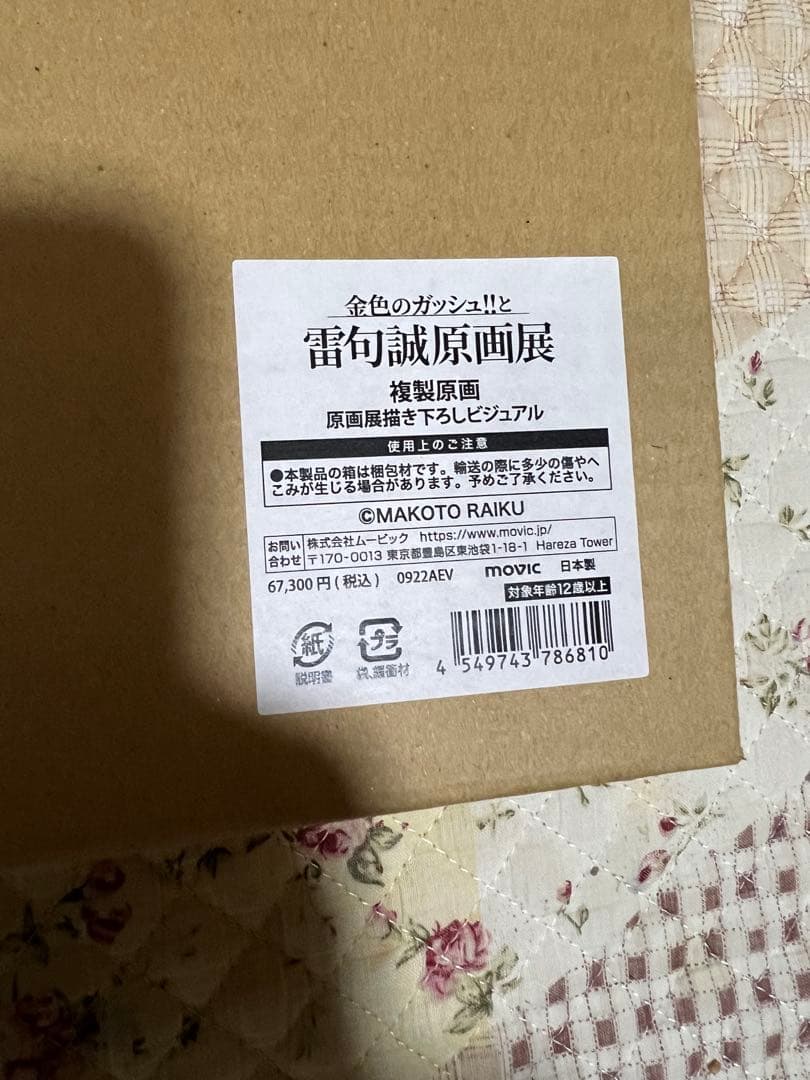 金色のガッシュ!!と
雷句誠原画展
複製原画
原画展描き下ろしビジュアル
使用上のご注意
●本製品の箱は梱包材です。輸送の際に多少の傷やへ
こみが生じる場合があります。予めご了承ください。
©MAKOTO RAIKU
お問い合わせ
株式会社ムービック https://www.movic.jp/
〒170-0013 東京都豊島区東池袋1-18-1 Hareza Tower
67,300円(税込) 0922AEV movic 日本製
対象年齢12歳以上
紙 プラ
説明書 袋、緩衝材
4 549743 786810